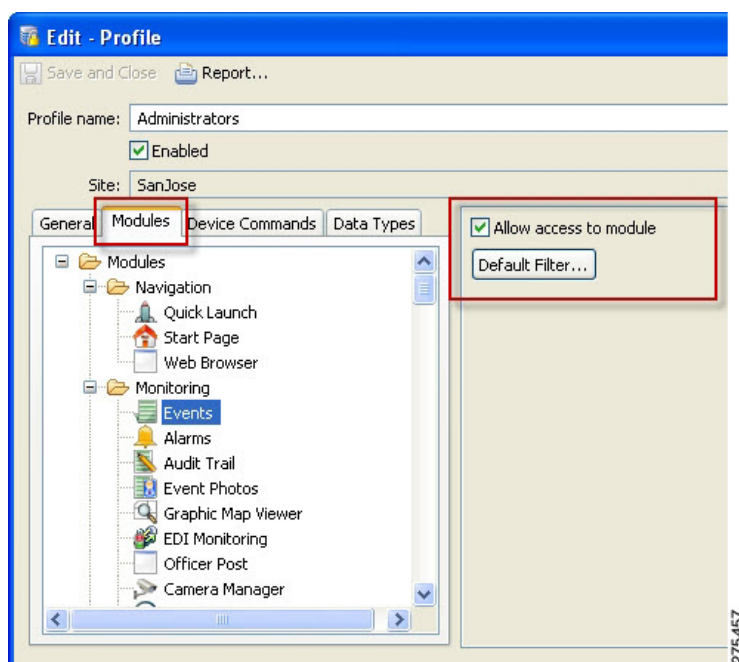 Edit - Profile
Save and Close Report...
Profile name: Administrators
Enabled
Site: SanJose
General Modules Device Commands Data Types
Allow access to module
Default Filter...
Modules
Navigation
Quick Launch
Start Page
Web Browser
Monitoring
Events
Alarms
Audit Trail
Event Photos
Graphic Map Viewer
EDI Monitoring
Officer Post
Camera Manager
275457